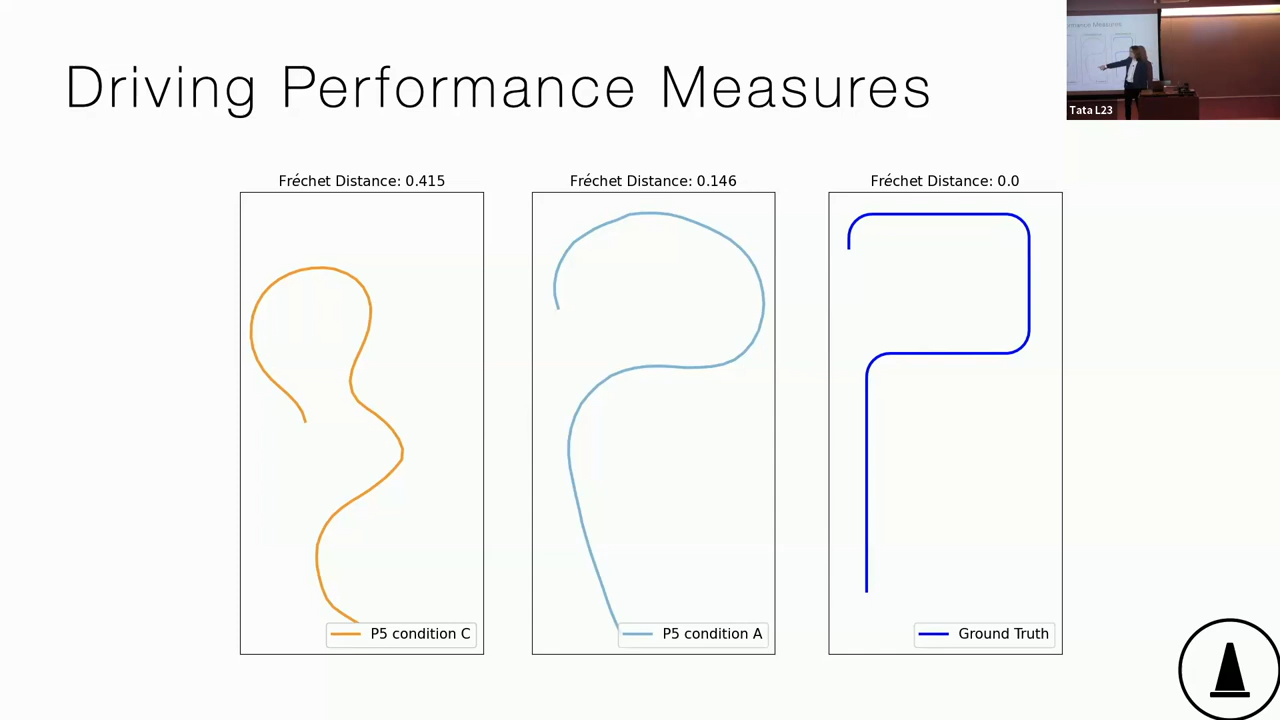 Driving Performance Measures
Tata L23
Fréchet Distance: 0.415
Fréchet Distance: 0.146
Fréchet Distance: 0.0
P5 condition C
P5 condition A
Ground Truth